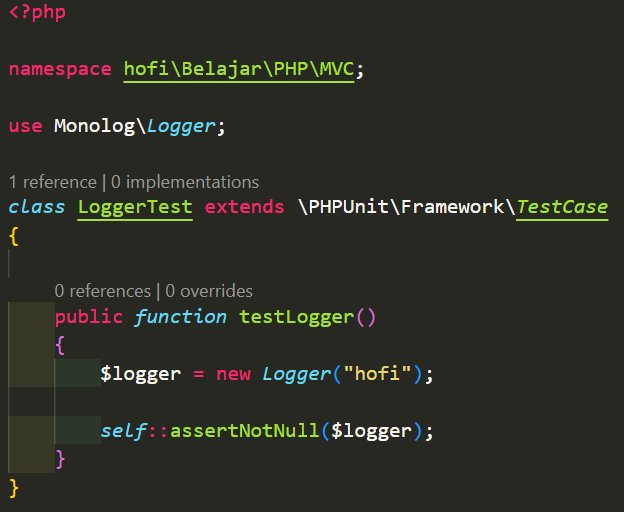 <?php
namespace hofi\Belajar\PHP\MVC;
use Monolog\Logger;
1 reference | 0 implementations
class LoggerTest extends \PHPUnit\Framework\TestCase
{
0 references | 0 overrides
public function testLogger()
{
$logger = new Logger("hofi");
self::assertNotNull($logger);
}
}